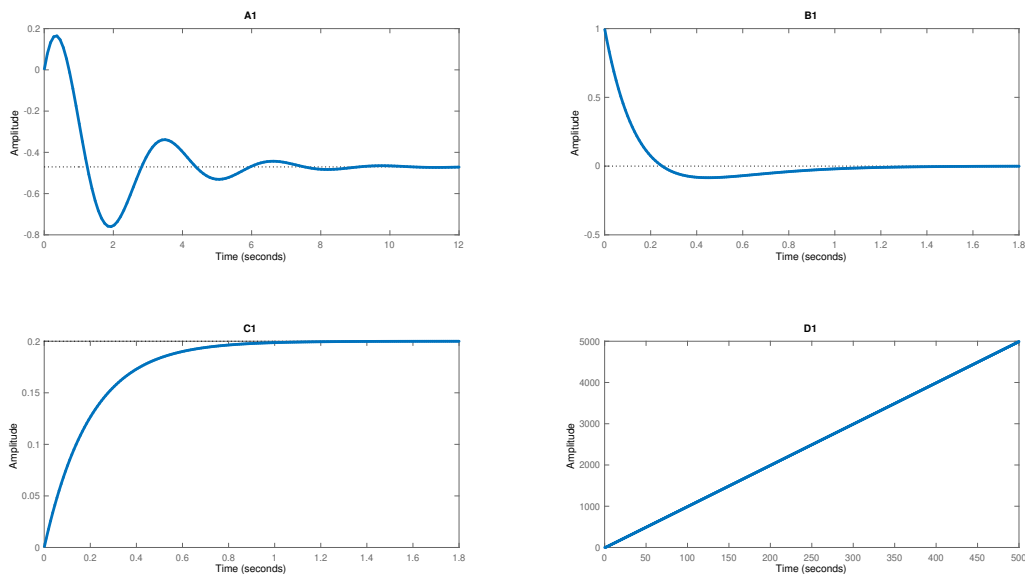 A1
Amplitude
0.2
0
-0.2
-0.4
-0.6
-0.8
0 2 4 6 8 10 12
Time (seconds)
B1
Amplitude
1
0.5
0
-0.5
0 0.2 0.4 0.6 0.8 1 1.2 1.4 1.6 1.8
Time (seconds)
C1
Amplitude
0.2
0.15
0.1
0.05
0
0 0.2 0.4 0.6 0.8 1 1.2 1.4 1.6 1.8
Time (seconds)
D1
Amplitude
5000
4000
3000
2000
1000
0
0 50 100 150 200 250 300 350 400 450 500
Time (seconds)